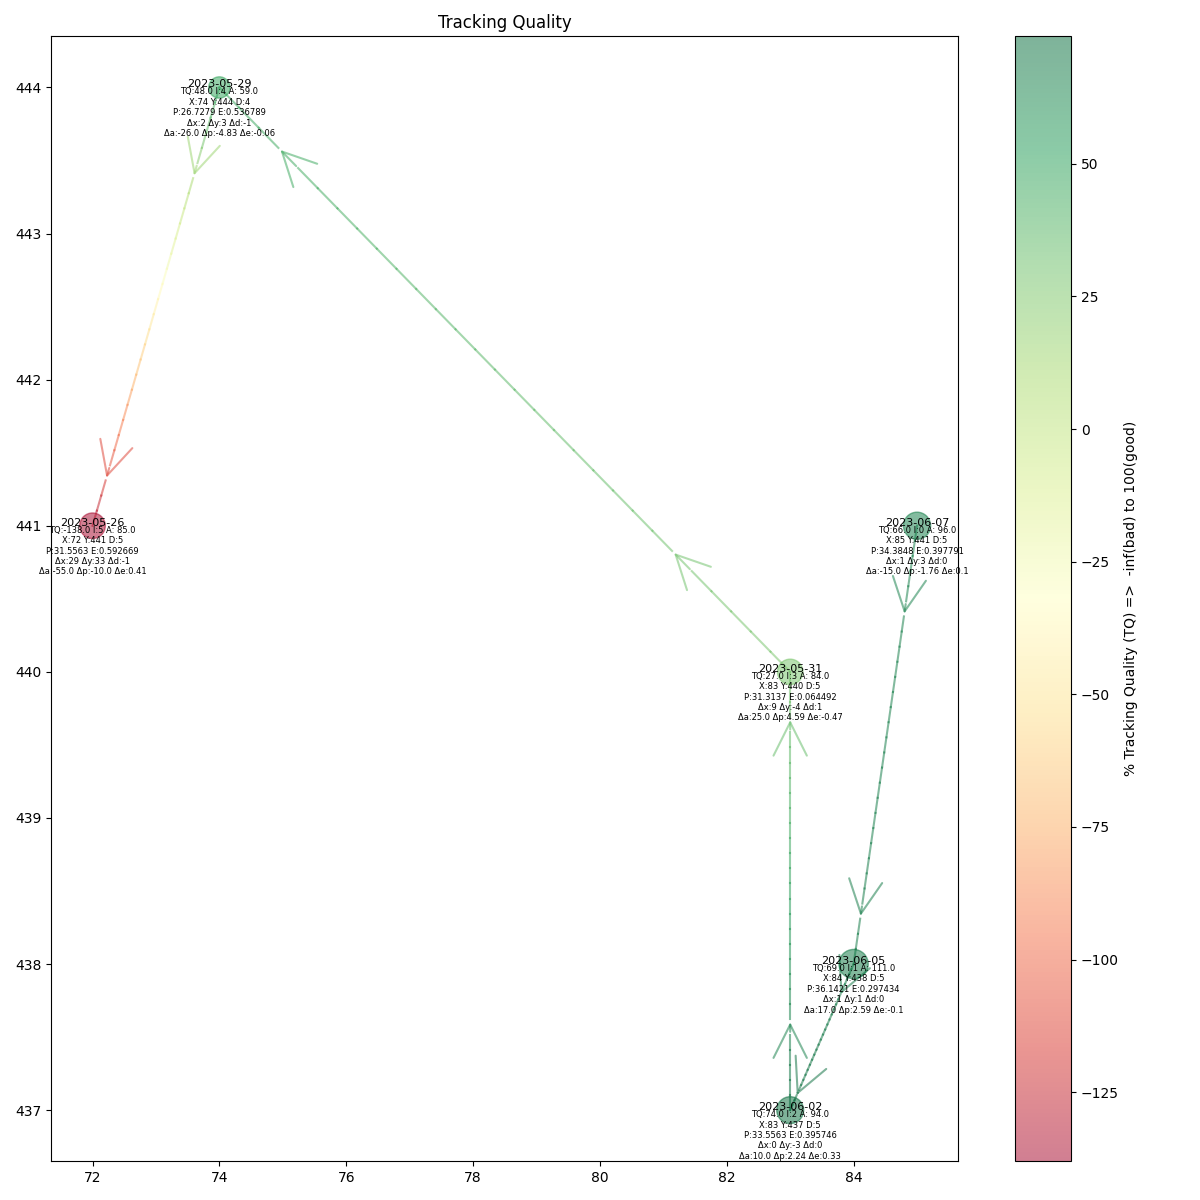 Tracking Quality
444
443
442
441
440
439
438
437
72
74
76
78
80
82
84
2023-05-29
TQ:48.0 I:4 A: 59.0
X:74 Y:444 D:4
P:26.7279 E:0.536789
Δx:2 Δy:3 Δd:-1
Δa:-26.0 Δp:-4.83 Δe:-0.06
2023-05-26
TQ:-138.0 I:5 A: 85.0
X:72 Y:441 D:5
P:31.5563 E:0.592669
Δx:29 Δy:33 Δd:-1
Δa:-55.0 Δp:-10.0 Δe:0.41
2023-06-07
TQ:66.0 I:0 A: 96.0
X:85 Y:441 D:5
P:34.3848 E:0.397791
Δx:1 Δy:3 Δd:0
Δa:-15.0 Δp:-1.76 Δe:0.1
2023-05-31
TQ:27.0 I:3 A: 84.0
X:83 Y:440 D:5
P:31.3137 E:0.064492
Δx:9 Δy:-4 Δd:1
Δa:25.0 Δp:4.59 Δe:-0.47
2023-06-05
TQ:69.0 I:1 A: 111.0
X:84 Y:438 D:5
P:36.1421 E:0.297434
Δx:1 Δy:1 Δd:0
Δa:17.0 Δp:2.59 Δe:-0.1
2023-06-02
TQ:74.0 I:2 A: 94.0
X:83 Y:437 D:5
P:33.5563 E:0.395746
Δx:0 Δy:-3 Δd:0
Δa:10.0 Δp:2.24 Δe:0.33
50
25
0
−25
−50
−75
−100
−125
% Tracking Quality (TQ) => -inf(bad) to 100(good)